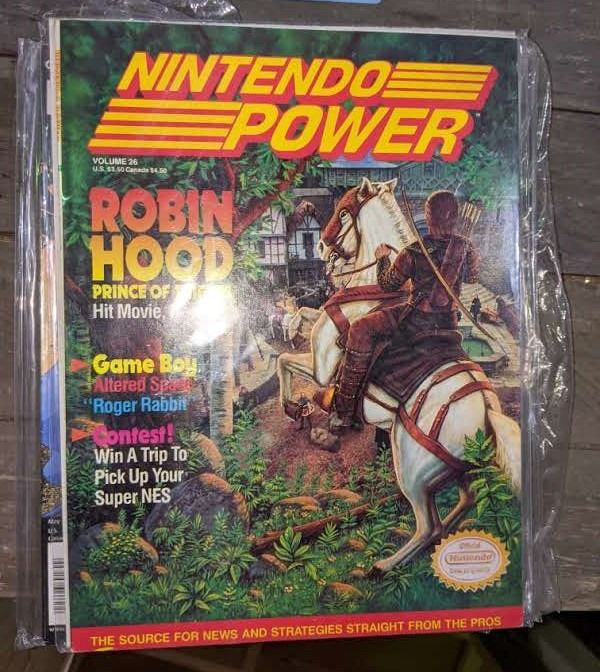 NINTENDO
POWER
VOLUME 26
U.S. $3.50 Canada $4.50
ROBIN
HOOD
PRINCE OF
Hit Movie
Game Boy
Altered Space
"Roger Rabbit"
Contest!
Win A Trip To
Pick Up Your
Super NES
Nintendo
THE SOURCE FOR NEWS AND STRATEGIES STRAIGHT FROM THE PROS